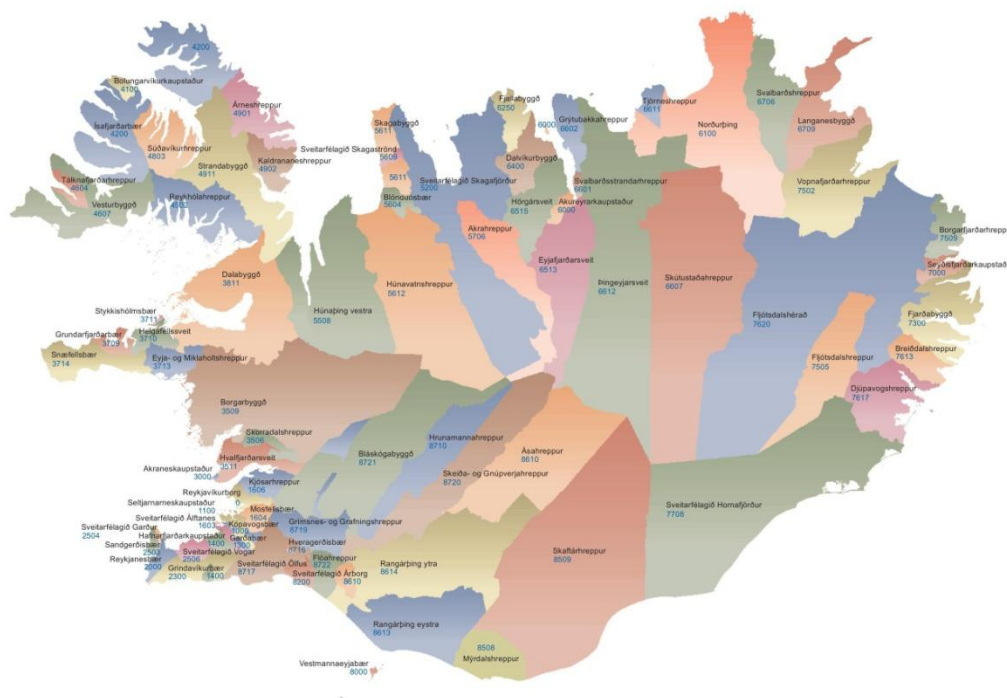 4200
Bolungarvíkurkaupstaður
4100
Árneshreppur
4901
Ísafjarðarbær
4200
Súðavíkurhreppur
4803
Strandabyggð
4911
Kaldrananeshreppur
4902
Tálknafjarðarhreppur
4604
Vesturbyggð
4607
Reykhólahreppur
4502
Skagabyggð
5611
Sveitarfélagið Skagaströnd
5609
5611
Blönduósbær
5604
Sveitarfélagið Skagafjörður
5200
Akrahreppur
5706
Fjallabyggð
6250
Dalvíkurbyggð
6400
6000
Grýtubakkahreppur
6602
Hörgársveit
6515
Svalbarðsstrandarhreppur
6601
Akureyrarkaupstaður
6000
Eyjafjarðarsveit
6513
Tjörneshreppur
6611
Norðurþing
6100
Svalbarðshreppur
6706
Langanesbyggð
6709
Vopnafjarðarhreppur
7502
Borgarfjarðarhrepp
7509
Seyðisfjarðarkaupstað
7000
Fjarðabyggð
7300
Breiðdalshreppur
7613
Djúpavogshreppur
7617
Fljótsdalshérað
7620
Fljótsdalshreppur
7505
Skútustaðahreppur
6607
Þingeyjarsveit
6612
Húnavatnshreppur
5612
Húnaþing vestra
5508
Dalabyggð
3811
Stykkishólmsbær
3711
Helgafellssveit
3710
Grundarfjarðarbær
3709
Snæfellsbær
3714
Eyja- og Miklaholtshreppur
3713
Borgarbyggð
3509
Skorradalshreppur
3506
Hvalfjarðarsveit
3511
Akraneskaupstaður
3000
Kjósarhreppur
1606
Reykjavíkurborg
0
Seltjarnarneskaupstaður
1100
Mosfellsbær
1604
Sveitarfélagið Álftanes
1603
Kópavogsbær
1000
Sveitarfélagið Garður
2504
Hafnarfjarðarkaupstaður
1400
Garðabær
1300
Sandgerðisbær
2503
Sveitarfélagið Vogar
2506
Reykjanesbær
2000
Grindavíkurbær
2300
1400
Bláskógabyggð
8721
Hrunamannahreppur
8710
Skeiða- og Gnúpverjahreppur
8720
Ásahreppur
8610
Grímsnes- og Grafningshreppur
8719
Hveragerðisbær
8716
Sveitarfélagið Ölfus
8717
Flóahreppur
8722
Sveitarfélagið Árborg
8200
8610
Rangárþing ytra
8614
Rangárþing eystra
8613
Skaftárhreppur
8509
Sveitarfélagið Hornafjörður
7708
8508
Mýrdalshreppur
Vestmannaeyjabær
8000